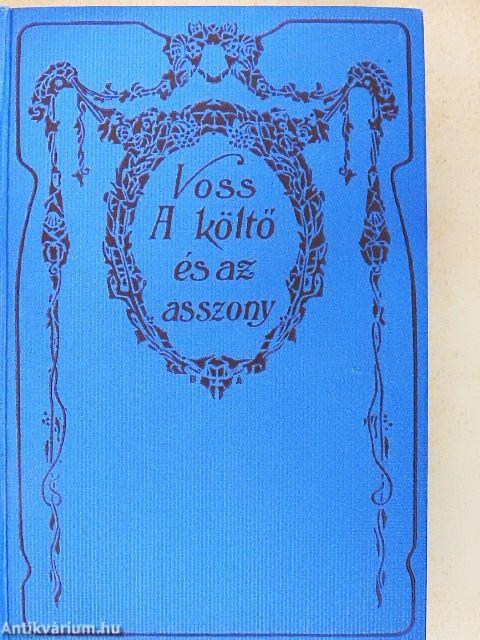 Voss
A költő
és az
asszony
B A
Antikvárium.hu